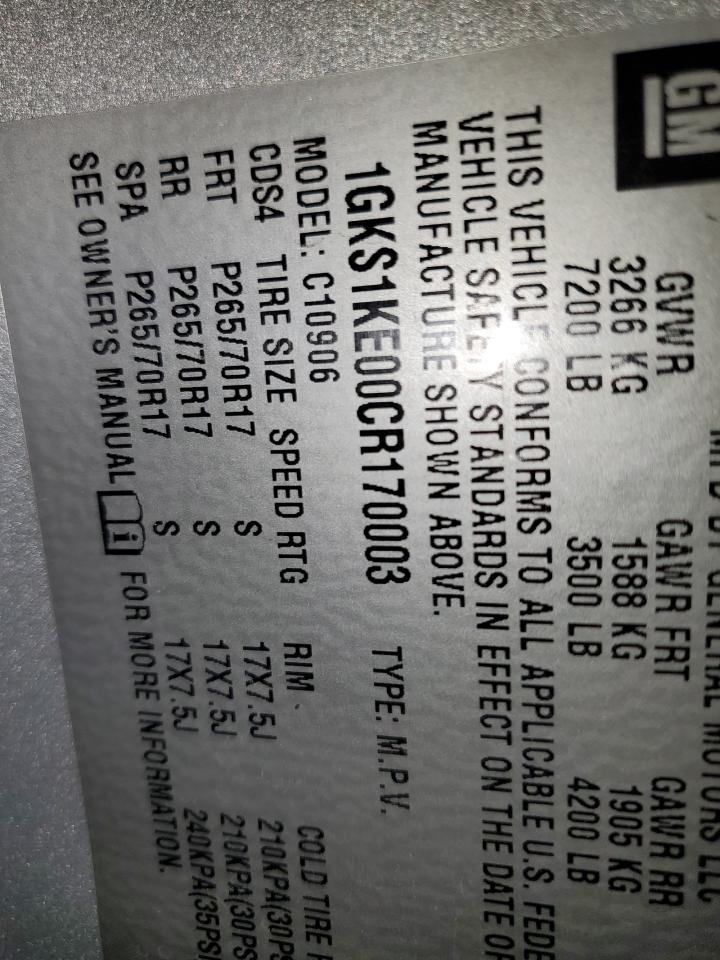 GM
GENERAL MOTORS LLC
GVWR GAWR FRT GAWR RR
3266 KG 1588 KG 1905 KG
7200 LB 3500 LB 4200 LB
THIS VEHICLE CONFORMS TO ALL APPLICABLE U.S. FEDE
VEHICLE SAFETY STANDARDS IN EFFECT ON THE DATE OF
MANUFACTURE SHOWN ABOVE.
1GKS1KE00CR170003 TYPE: M.P.V.
MODEL: C10906
CDS4 TIRE SIZE SPEED RTG RIM COLD TIRE
FRT P265/70R17 S 17X7.5J 210KPA(30PS
RR P265/70R17 S 17X7.5J 210KPA(30PS
SPA P265/70R17 S 17X7.5J 240KPA(35PSI
SEE OWNER'S MANUAL i FOR MORE INFORMATION.